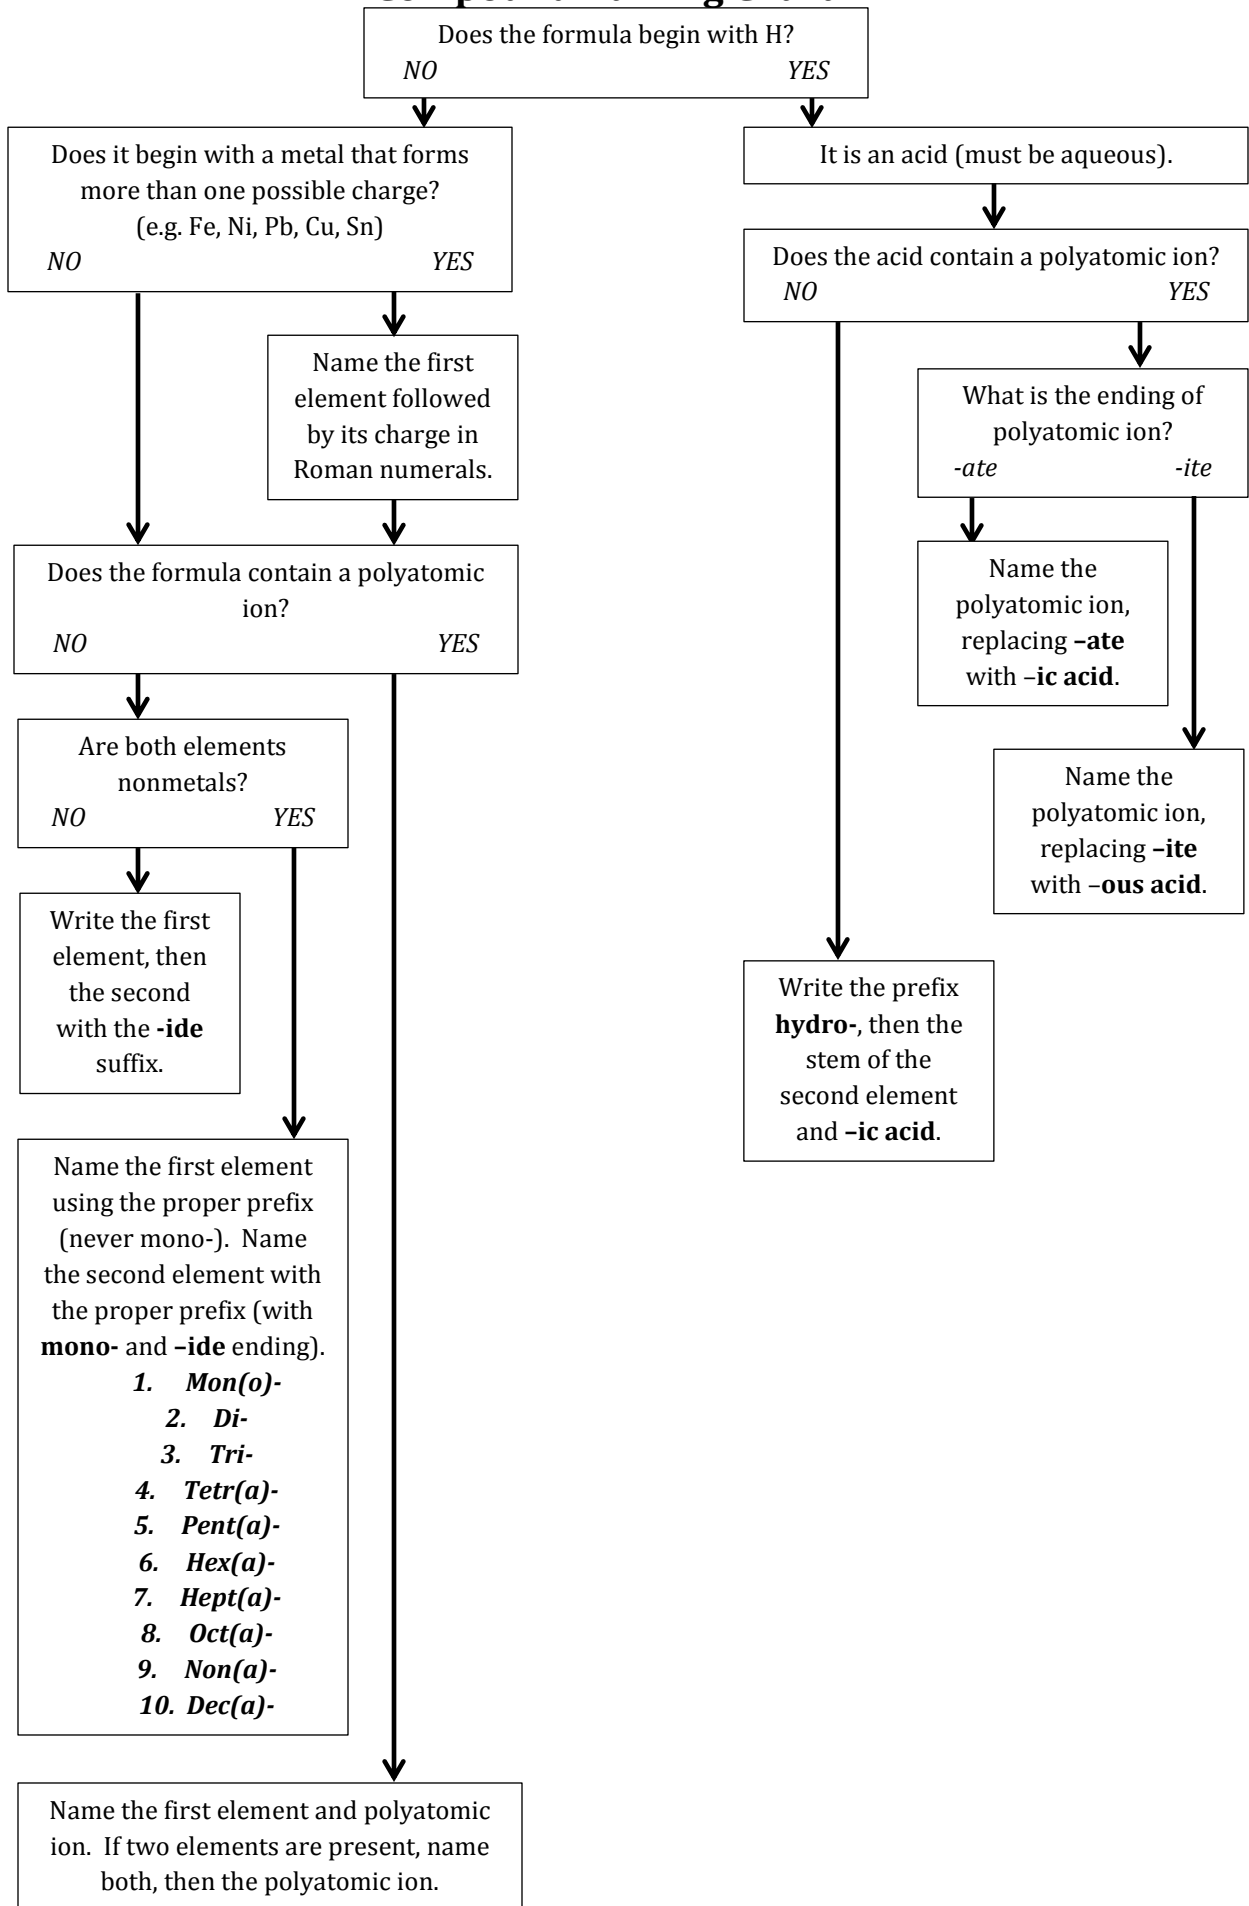 Does the formula begin with H?
NO YES
Does it begin with a metal that forms
more than one possible charge?
(e.g. Fe, Ni, Pb, Cu, Sn)
NO YES
Name the first
element followed
by its charge in
Roman numerals.
Does the formula contain a polyatomic
ion?
NO YES
Are both elements
nonmetals?
NO YES
Write the first
element, then
the second
with the -ide
suffix.
Name the first element
using the proper prefix
(never mono-). Name
the second element with
the proper prefix (with
mono- and –ide ending).
1. Mon(o)-
2. Di-
3. Tri-
4. Tetr(a)-
5. Pent(a)-
6. Hex(a)-
7. Hept(a)-
8. Oct(a)-
9. Non(a)-
10. Dec(a)-
Name the first element and polyatomic
ion. If two elements are present, name
both, then the polyatomic ion.
It is an acid (must be aqueous).
Does the acid contain a polyatomic ion?
NO YES
What is the ending of
polyatomic ion?
-ate -ite
Name the
polyatomic ion,
replacing –ate
with –ic acid.
Name the
polyatomic ion,
replacing –ite
with –ous acid.
Write the prefix
hydro-, then the
stem of the
second element
and –ic acid.